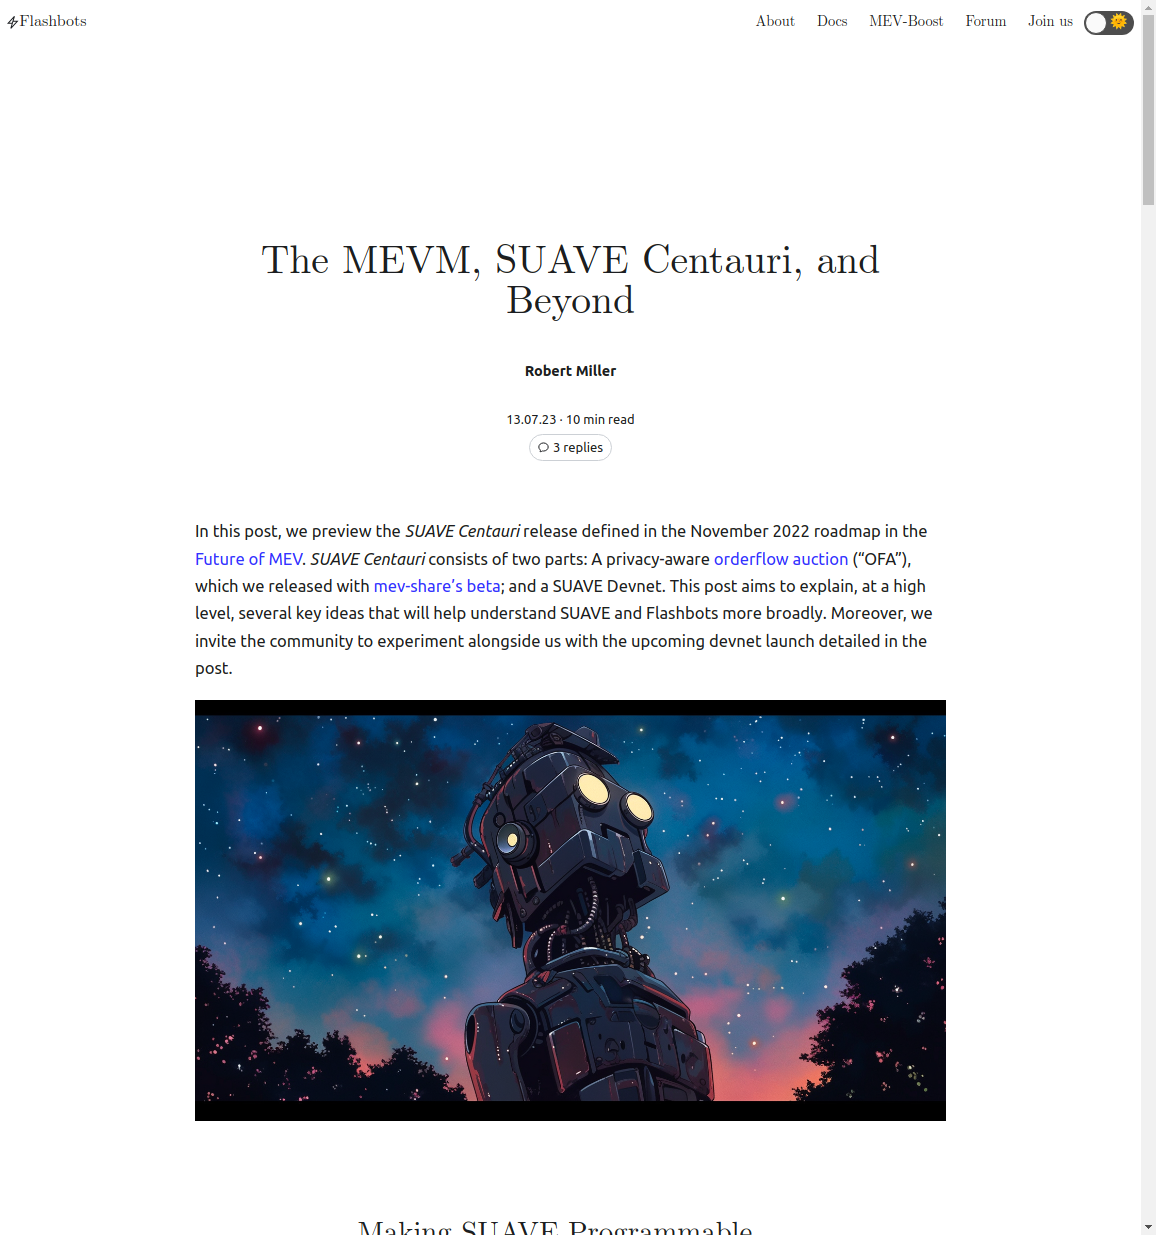 Flashbots
About Docs MEV-Boost Forum Join us
The MEVM, SUAVE Centauri, and
Beyond
Robert Miller
13.07.23 · 10 min read
3 replies
In this post, we preview the SUAVE Centauri release defined in the November 2022 roadmap in the
Future of MEV. SUAVE Centauri consists of two parts: A privacy-aware orderflow auction (“OFA”),
which we released with mev-share’s beta; and a SUAVE Devnet. This post aims to explain, at a high
level, several key ideas that will help understand SUAVE and Flashbots more broadly. Moreover, we
invite the community to experiment alongside us with the upcoming devnet launch detailed in the
post.
Making SUAVE Programmable